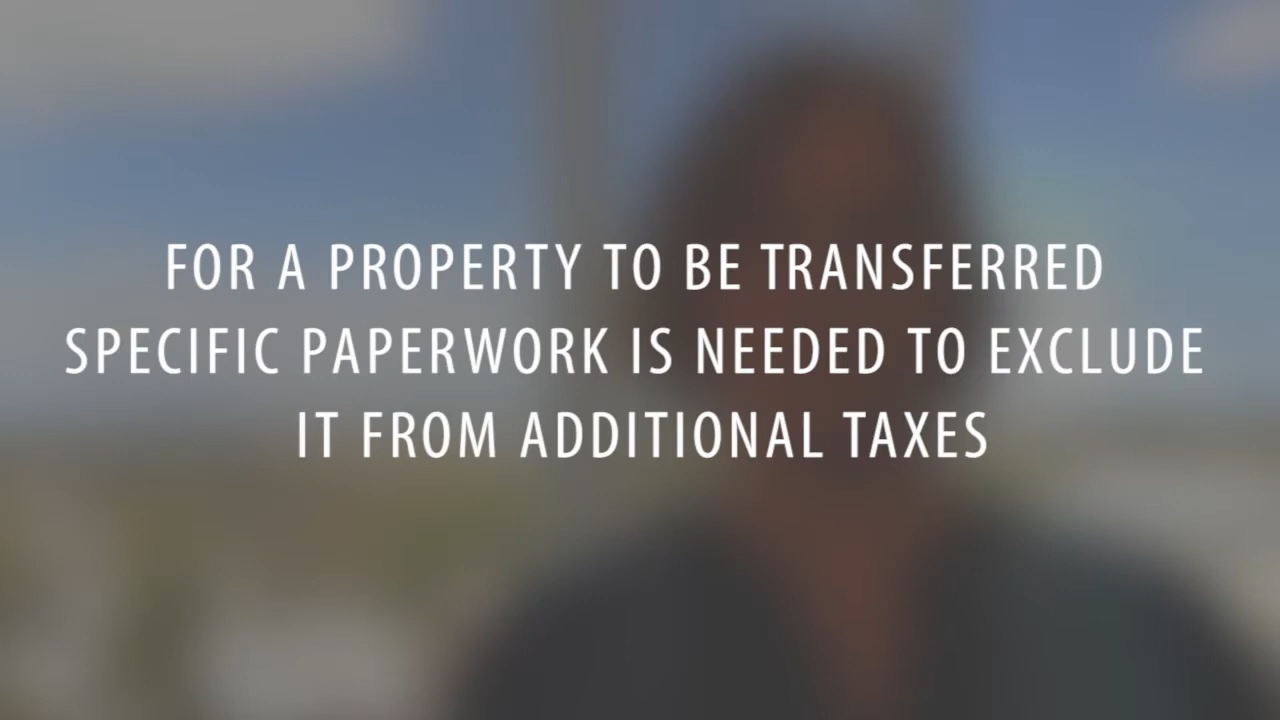 FOR A PROPERTY TO BE TRANSFERRED
SPECIFIC PAPERWORK IS NEEDED TO EXCLUDE
IT FROM ADDITIONAL TAXES